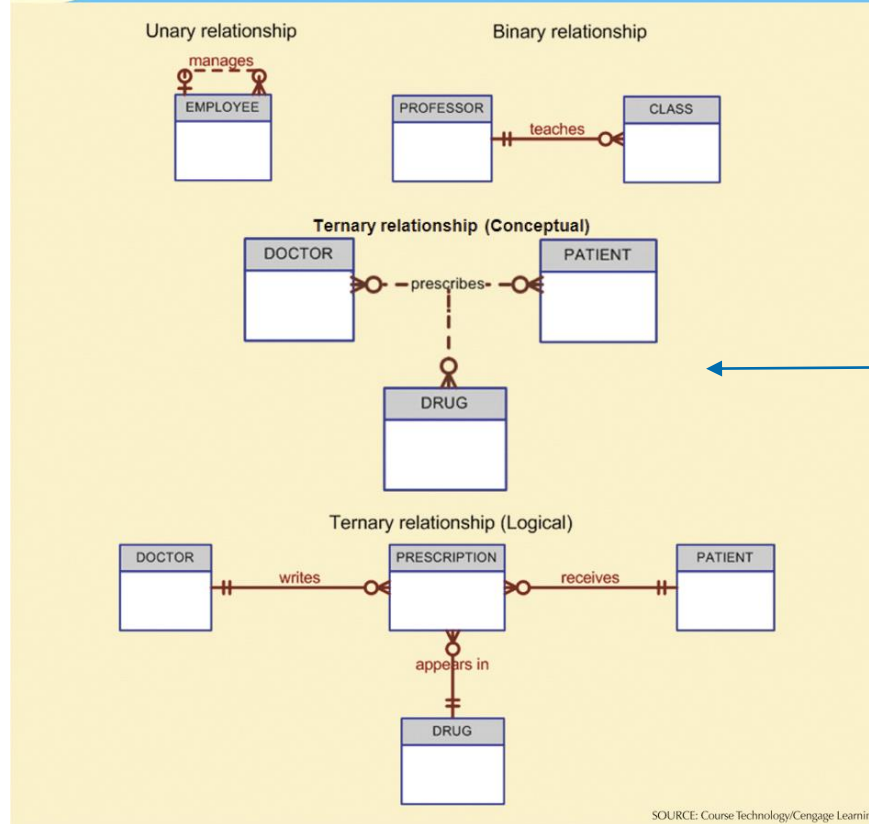 Unary relationship
Binary relationship
manages
EMPLOYEE
PROFESSOR
teaches
CLASS
Ternary relationship (Conceptual)
DOCTOR
prescribes
PATIENT
DRUG
Ternary relationship (Logical)
DOCTOR
writes
PRESCRIPTION
receives
PATIENT
appears in
DRUG
SOURCE: Course Technology/Cengage Learnin